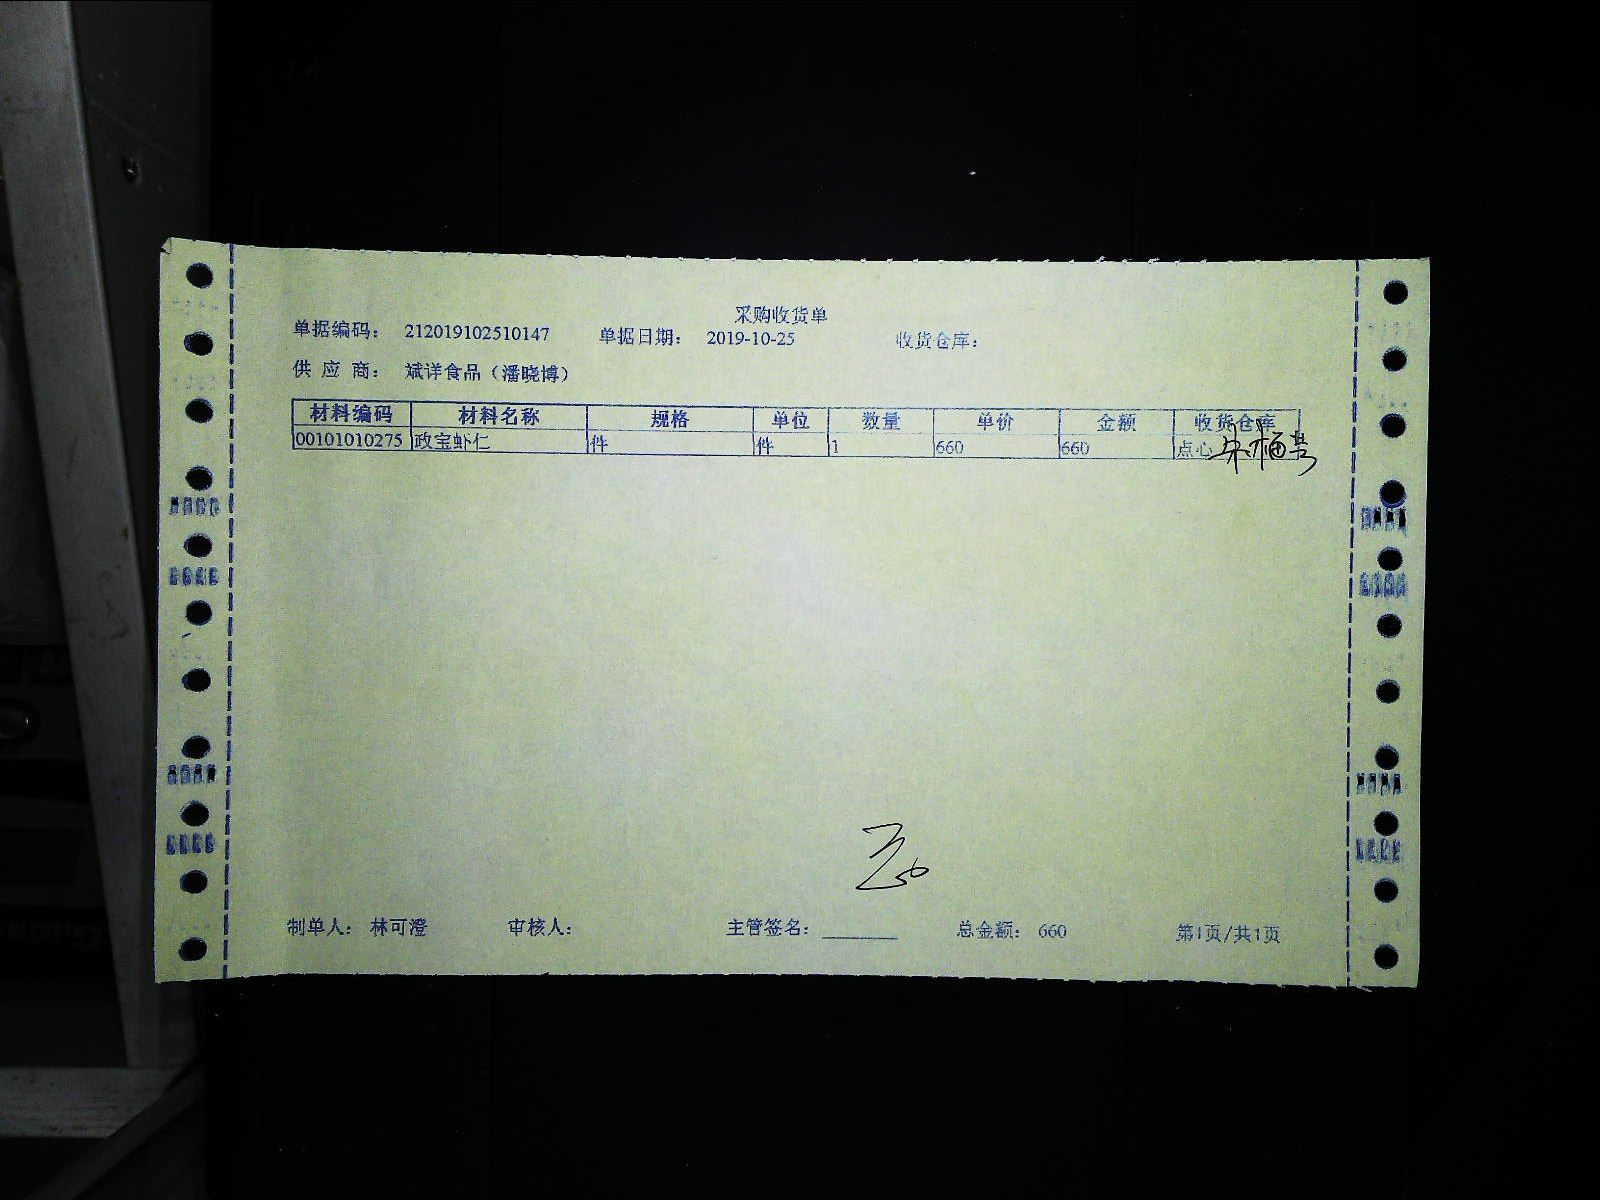 采购收货单
单据编码： 212019102510147 单据日期： 2019-10-25 收货仓库：
供 应 商： 斌详食品（潘晓博）
材料编码 材料名称 规格 单位 数量 单价 金额 收货仓库
00101010275 政宝虾仁 件 件 1 660 660 点心
制单人： 林可澄 审核人： 主管签名： 总金额： 660 第1页/共1页